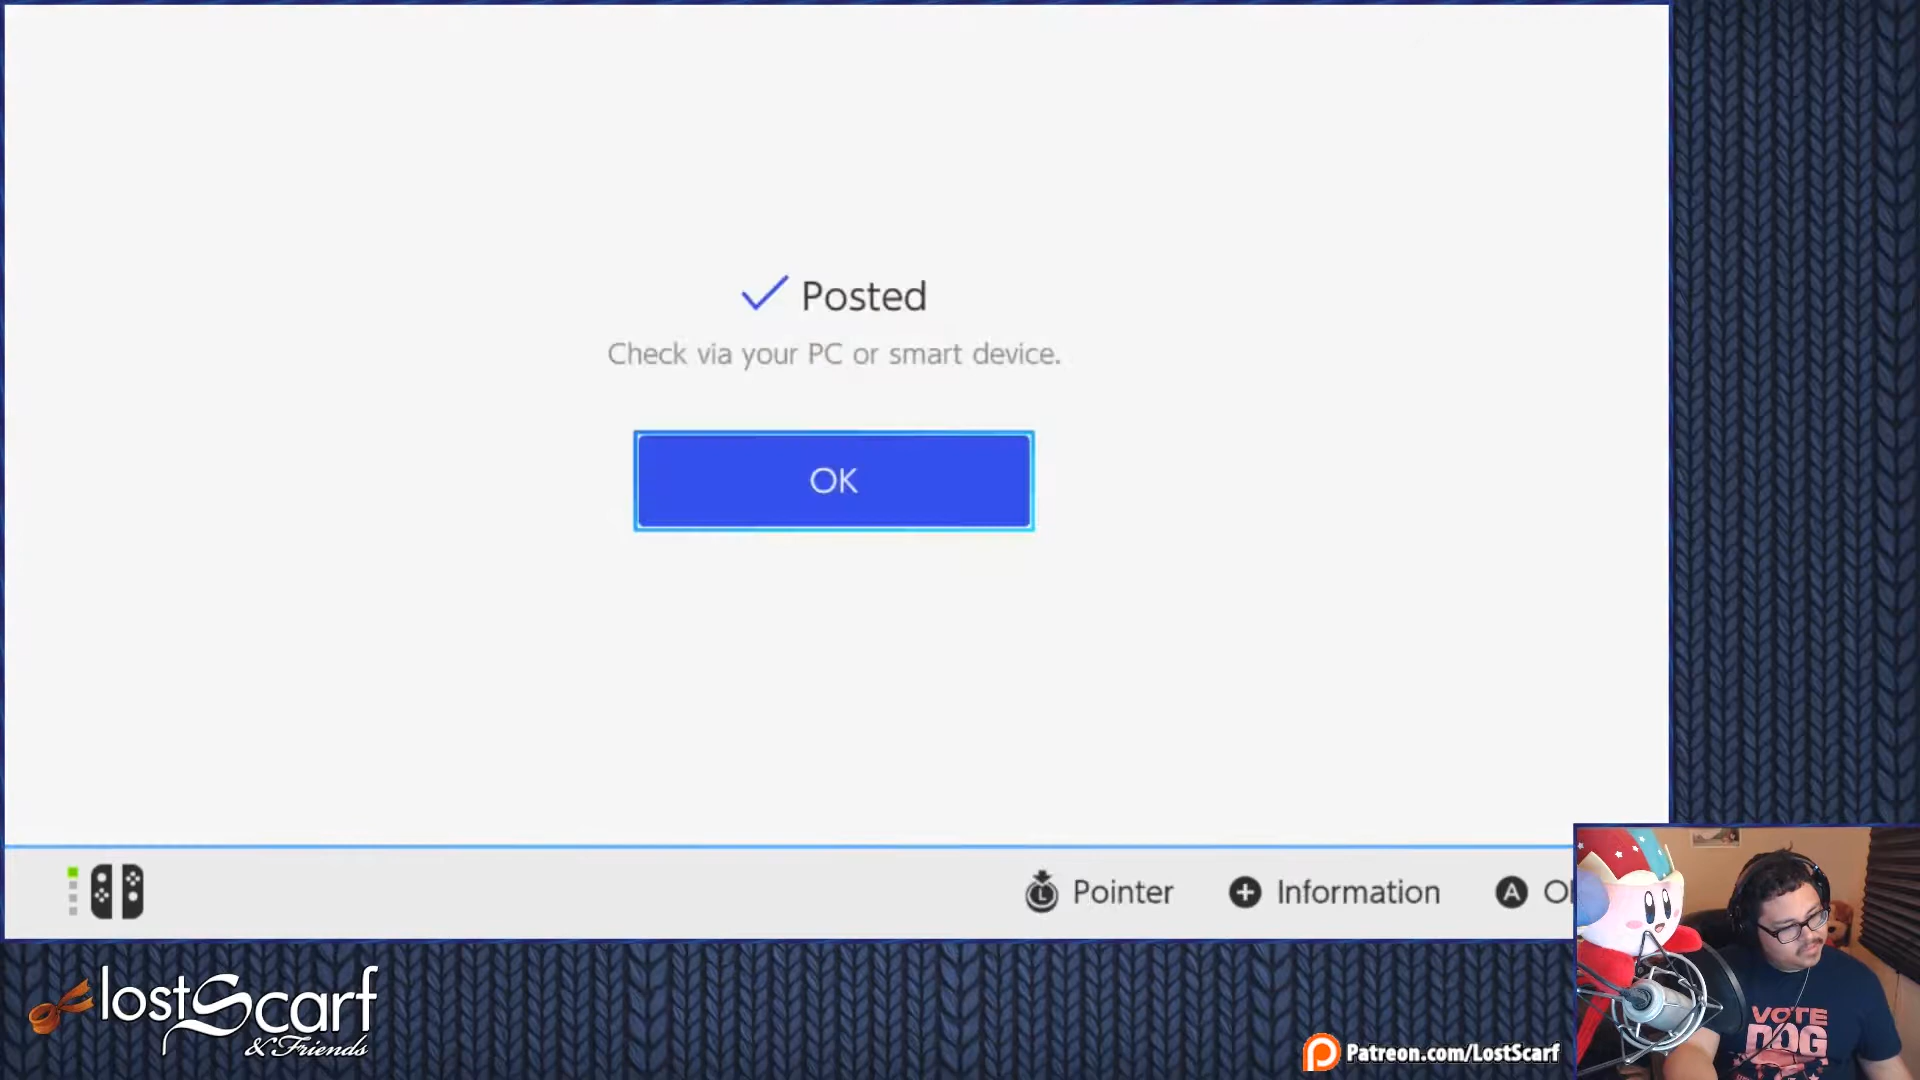 Posted
Check via your PC or smart device.
OK
L Pointer
Information
A
lostScarf
& Friends
Patreon.com/LostScarf
VOTE
DOG